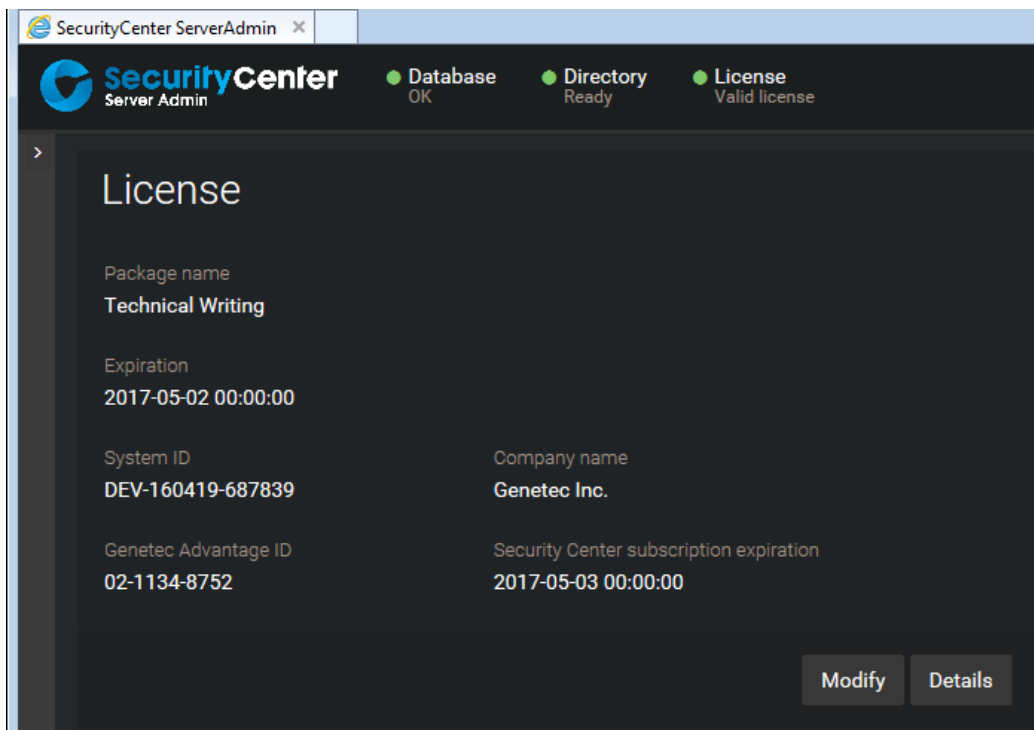 SecurityCenter ServerAdmin
SecurityCenter
Server Admin
Database
OK
Directory
Ready
License
Valid license
License
Package name
Technical Writing
Expiration
2017-05-02 00:00:00
System ID
DEV-160419-687839
Company name
Genetec Inc.
Genetec Advantage ID
02-1134-8752
Security Center subscription expiration
2017-05-03 00:00:00
Modify
Details